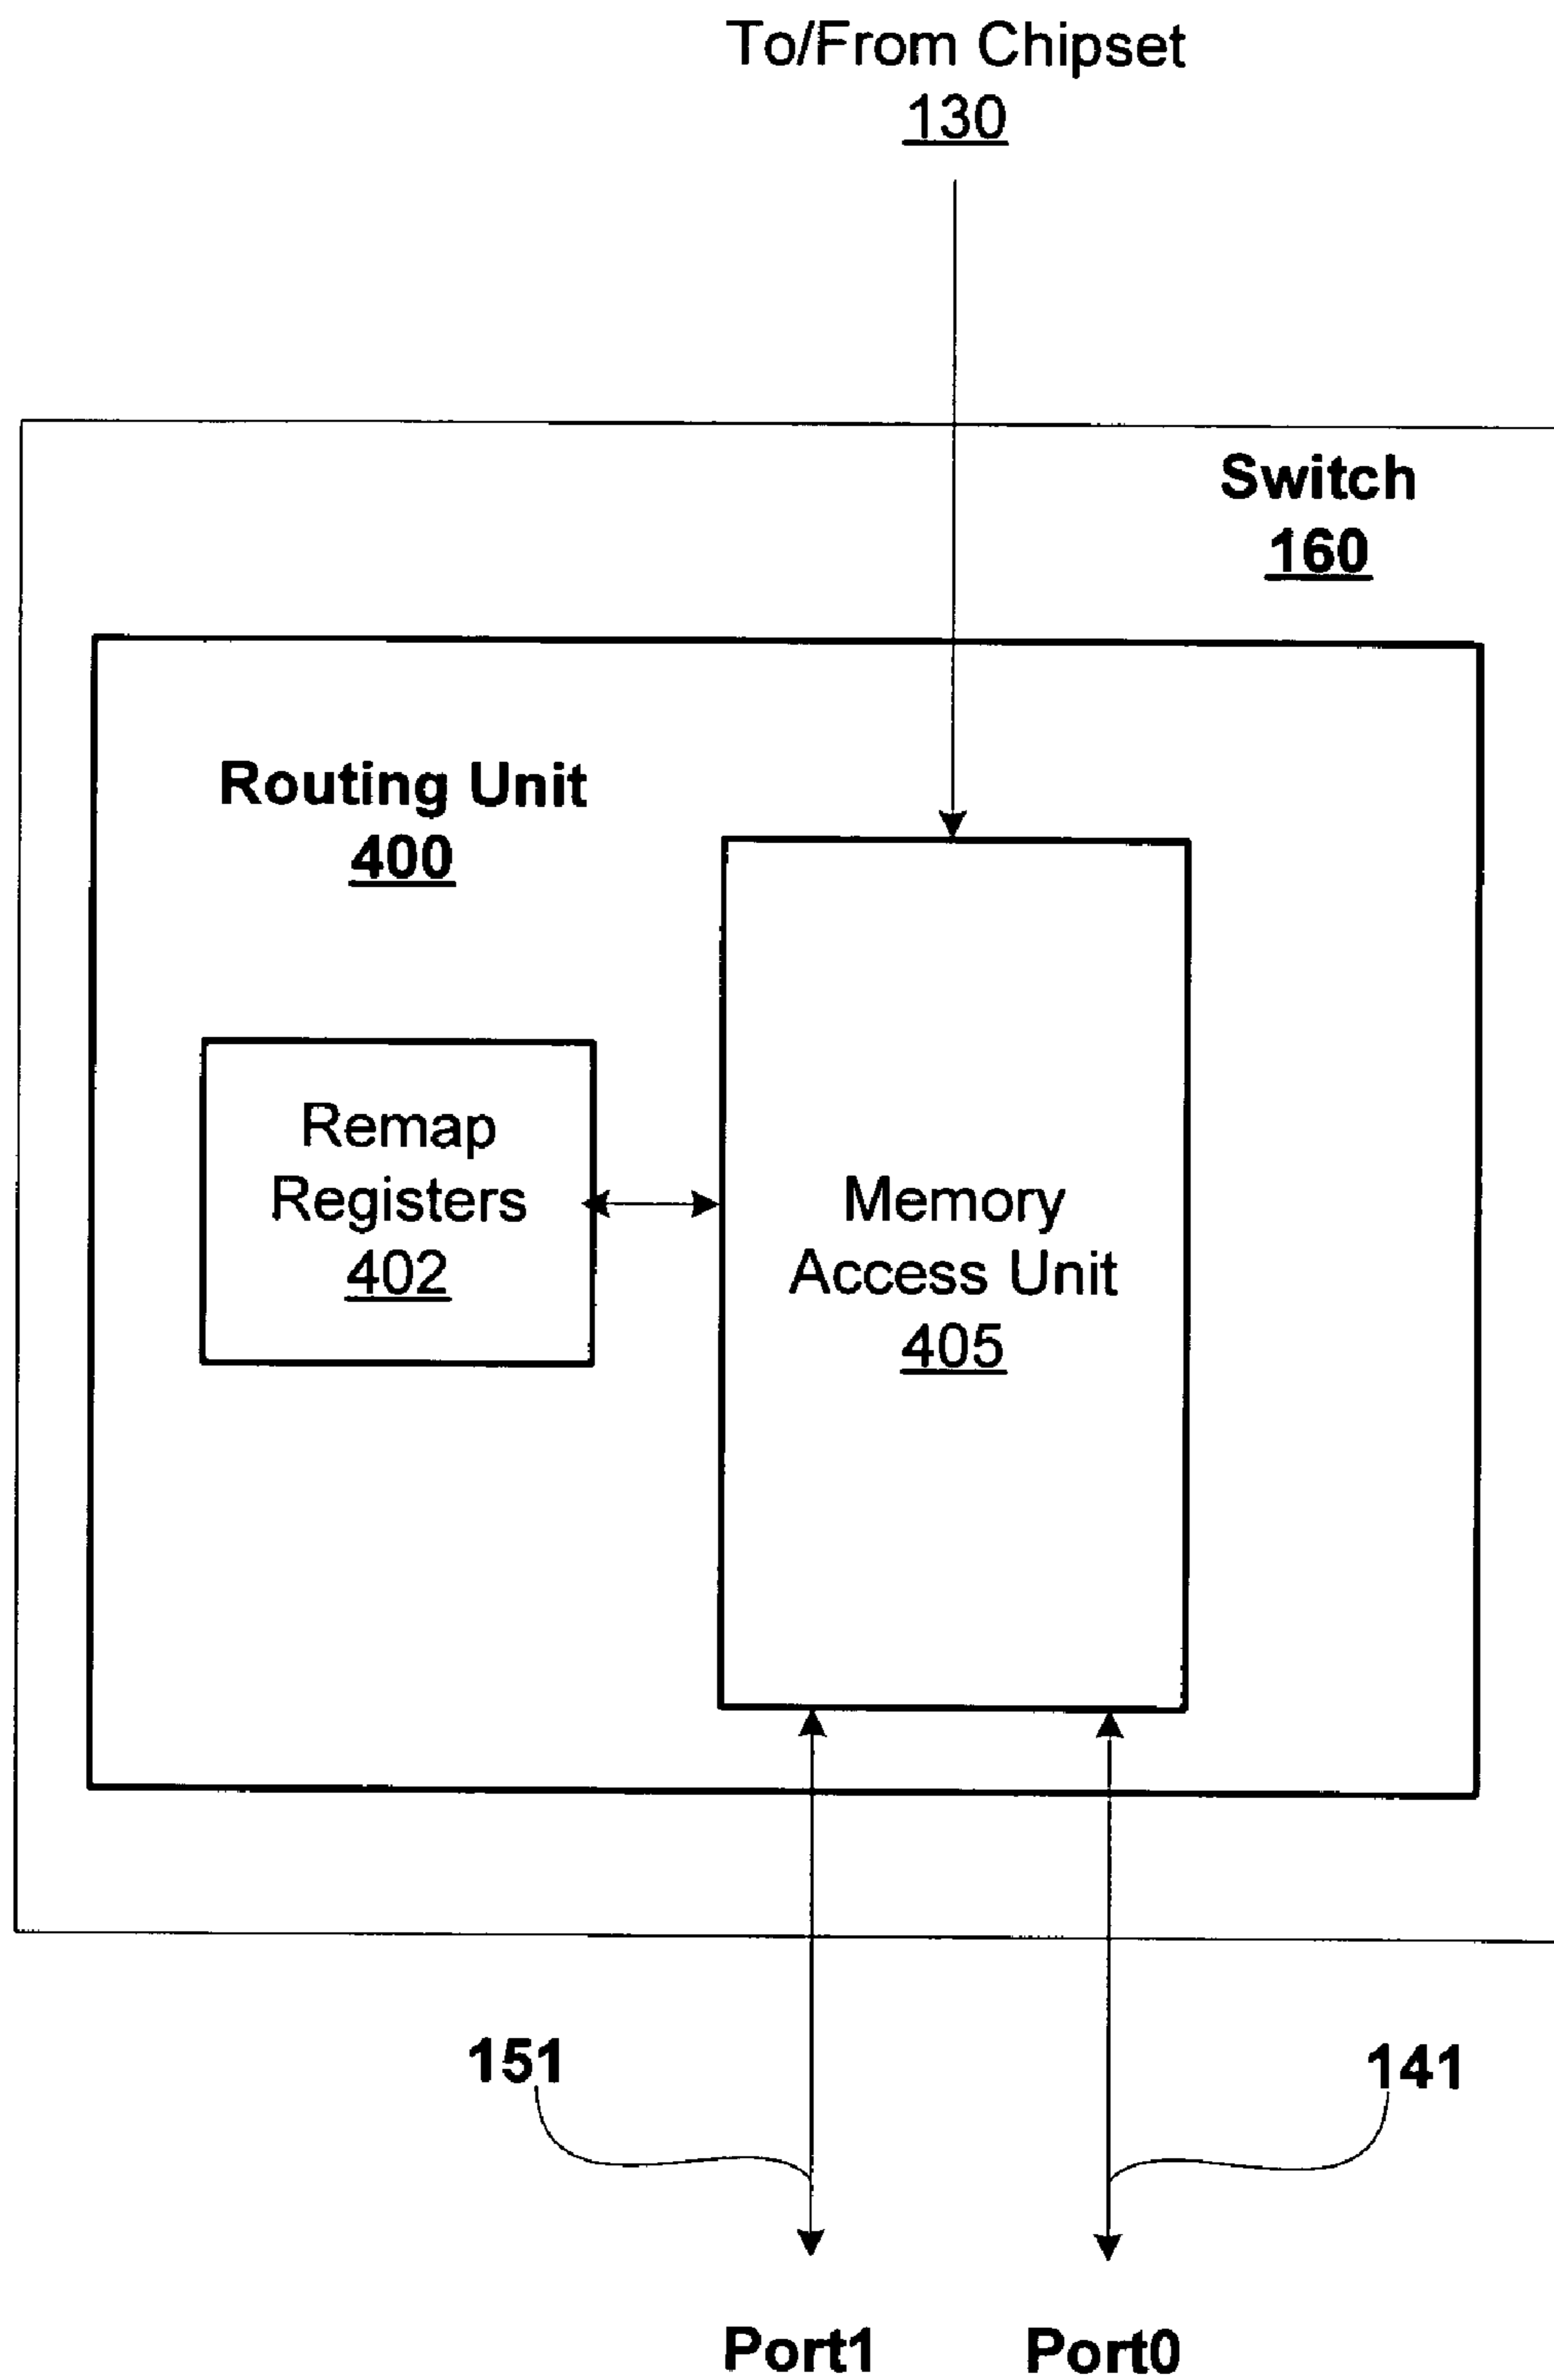 To/From Chipset
130
Switch
160
Routing Unit
400
Remap
Registers
402
Memory
Access Unit
405
151
141
Port1
Port0